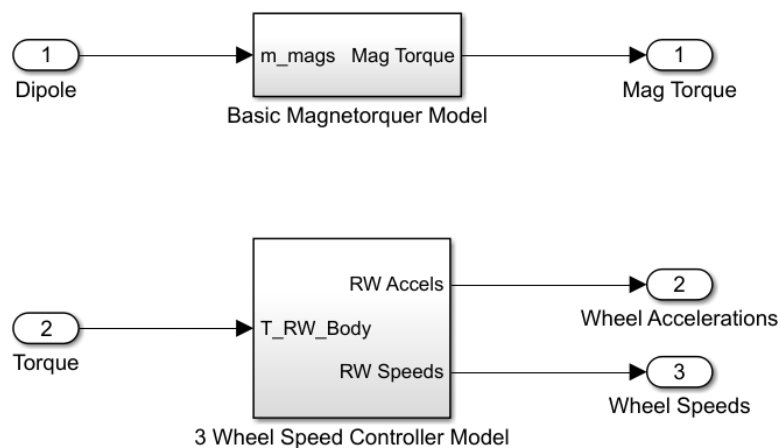 1
Dipole
m_mags Mag Torque
Basic Magnetorquer Model
1
Mag Torque
2
Torque
T_RW_Body
RW Accels
RW Speeds
3 Wheel Speed Controller Model
2
Wheel Accelerations
3
Wheel Speeds